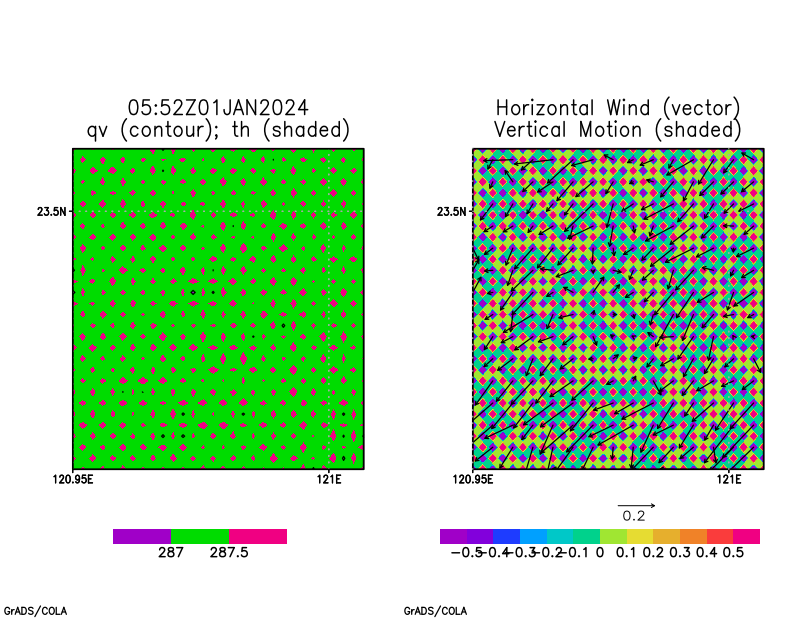 05:52Z01JAN2024
qv (contour); th (shaded)
23.5N
120.95E
121E
287
287.5
Horizontal Wind (vector)
Vertical Motion (shaded)
23.5N
120.95E
121E
0.2
-0.5 -0.4 -0.3 -0.2 -0.1 0 0.1 0.2 0.3 0.4 0.5
GrADS/COLA
GrADS/COLA